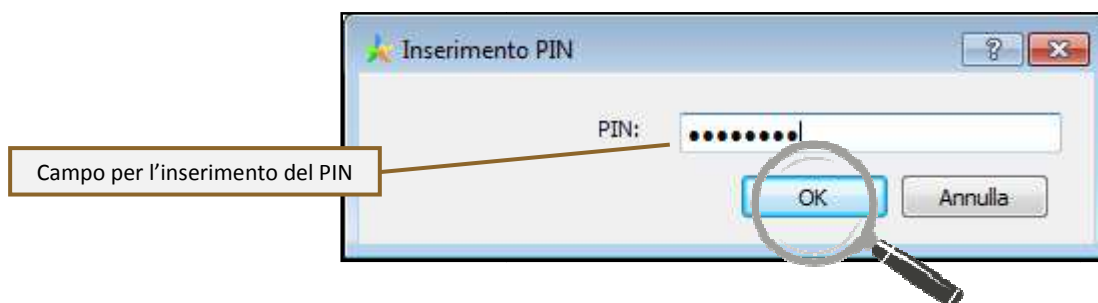 Inserimento PIN
PIN:
Campo per l’inserimento del PIN
OK
Annulla